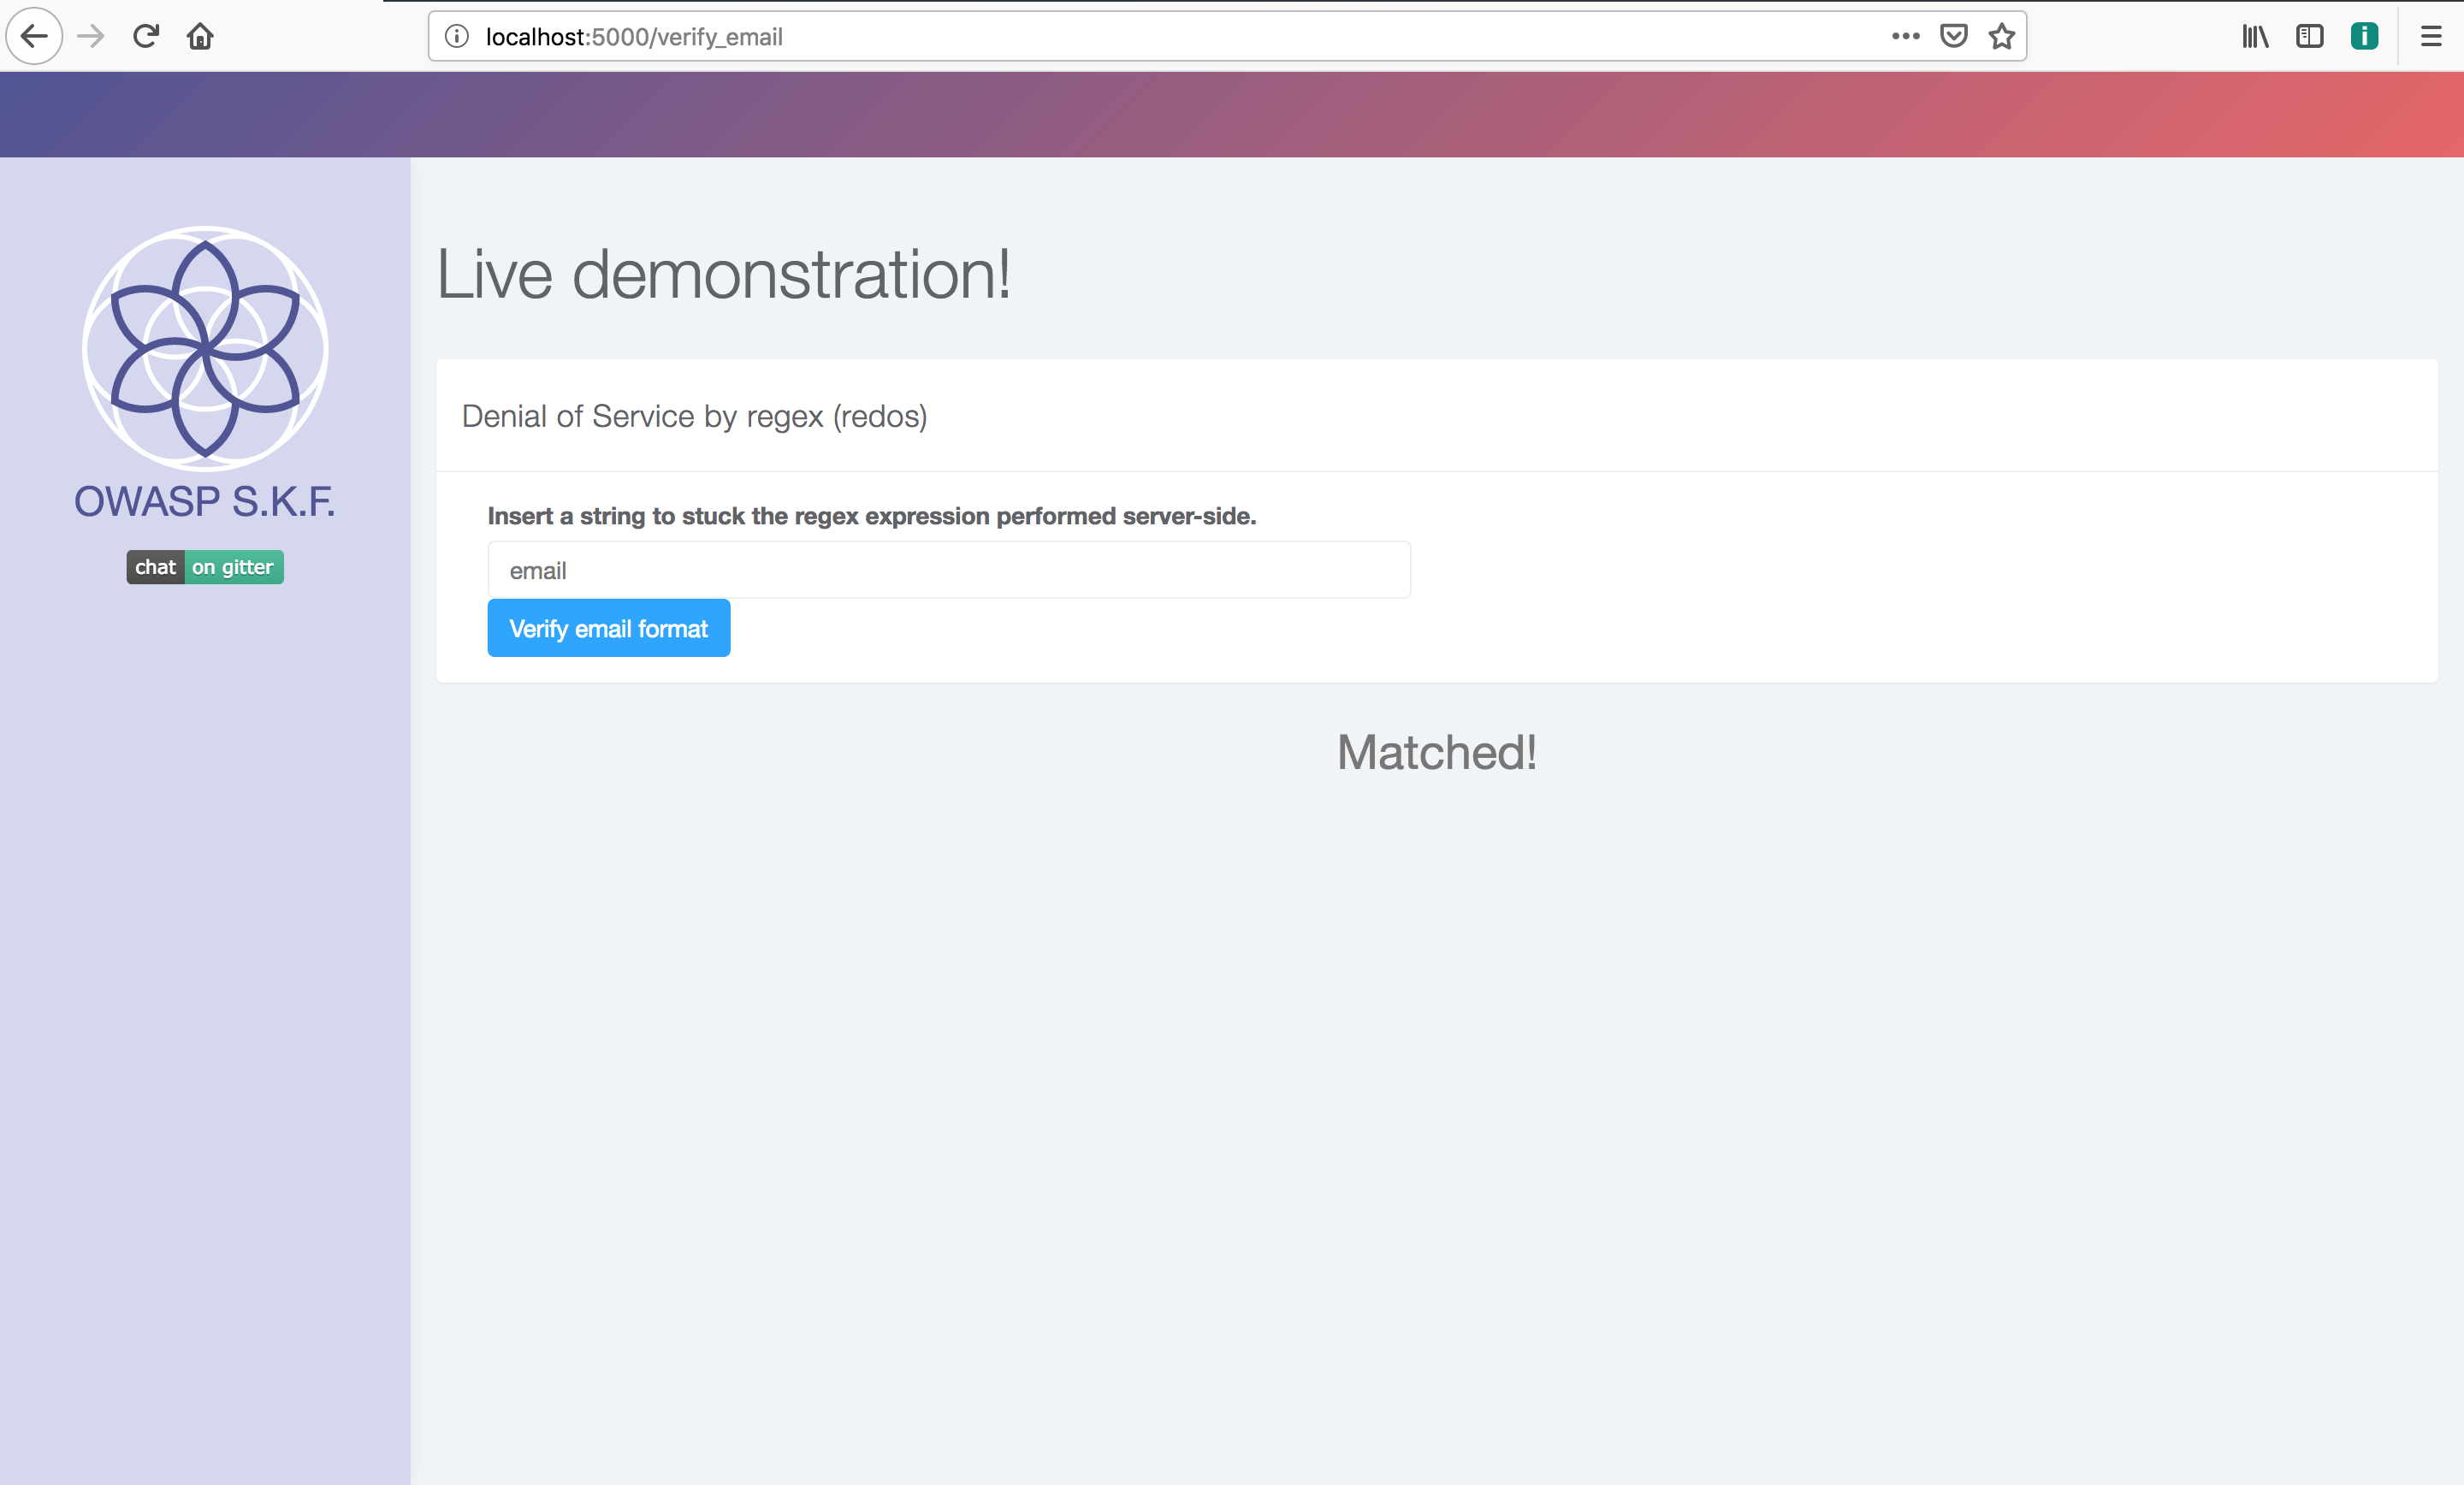 localhost:5000/verify_email
Live demonstration!
Denial of Service by regex (redos)
OWASP S.K.F.
chat on gitter
Insert a string to stuck the regex expression performed server-side.
email
Verify email format
Matched!